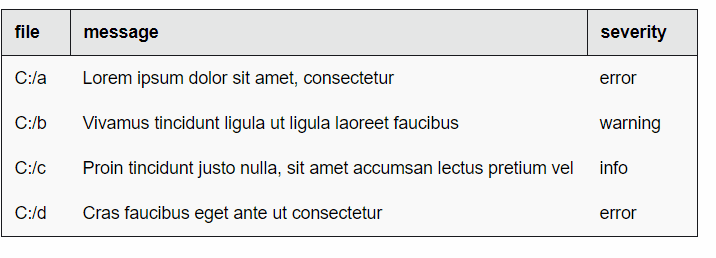 file message severity
C:/a Lorem ipsum dolor sit amet, consectetur error
C:/b Vivamus tincidunt ligula ut ligula laoreet faucibus warning
C:/c Proin tincidunt justo nulla, sit amet accumsan lectus pretium vel info
C:/d Cras faucibus eget ante ut consectetur error